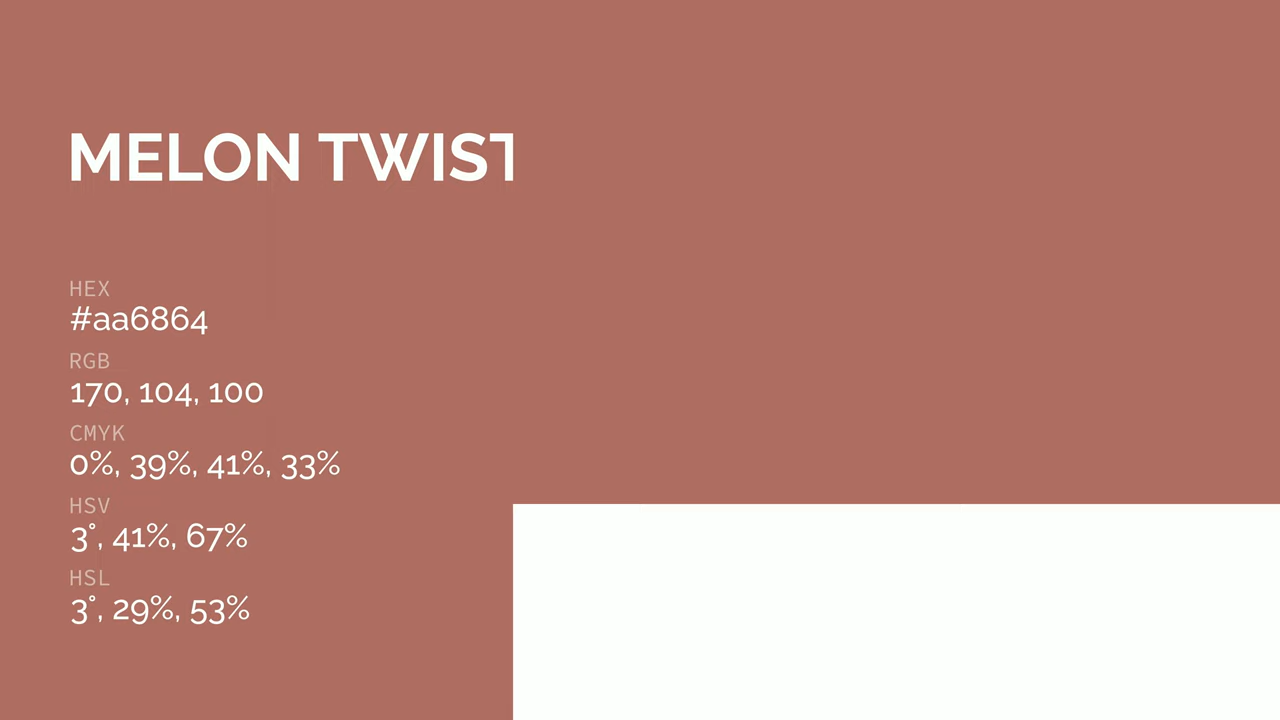 MELON TWIST
HEX
#aa6864
RGB
170, 104, 100
CMYK
0%, 39%, 41%, 33%
HSV
3°, 41%, 67%
HSL
3°, 29%, 53%